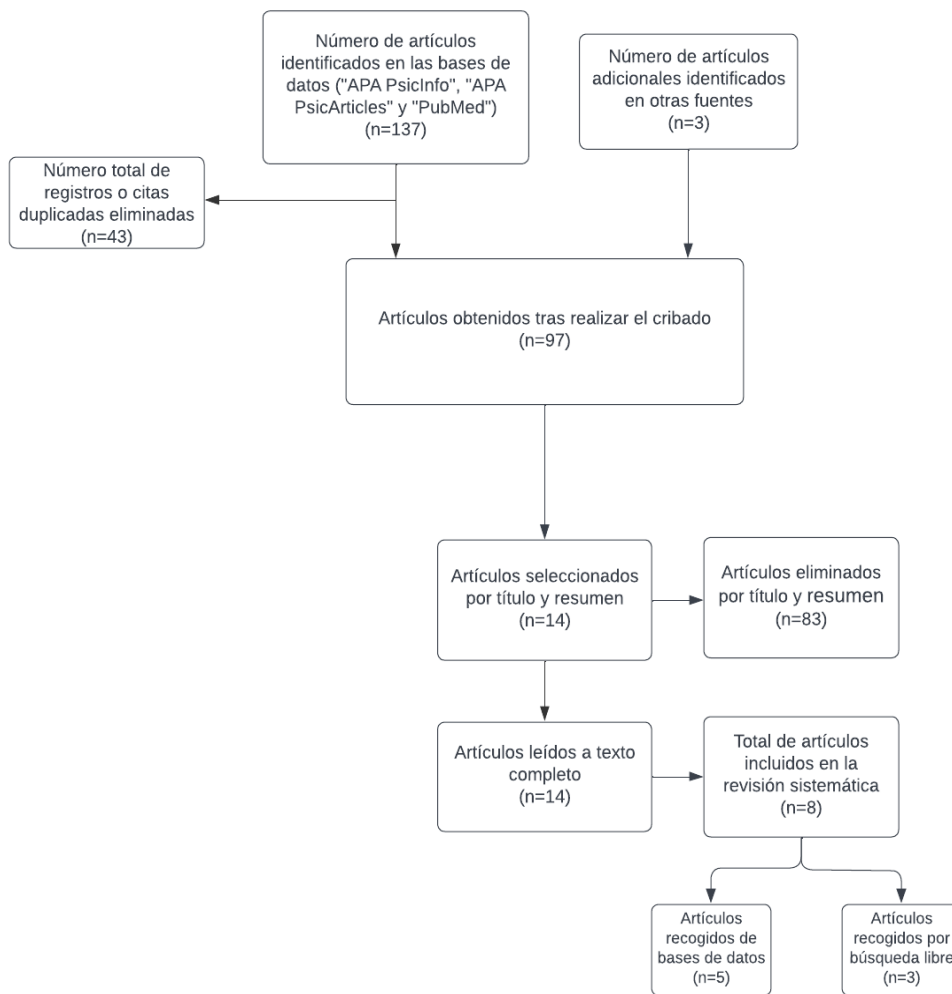 Número de artículos
identificados en las bases de
datos ("APA PsicInfo", "APA
PsicArticles" y "PubMed")
(n=137)
Número de artículos
adicionales identificados
en otras fuentes
(n=3)
Número total de
registros o citas
duplicadas eliminadas
(n=43)
Artículos obtenidos tras realizar el cribado
(n=97)
Artículos seleccionados
por título y resumen
(n=14)
Artículos eliminados
por título y resumen
(n=83)
Artículos leídos a texto
completo
(n=14)
Total de artículos
incluidos en la
revisión sistemática
(n=8)
Artículos
recogidos de
bases de datos
(n=5)
Artículos
recogidos por
búsqueda libre
(n=3)